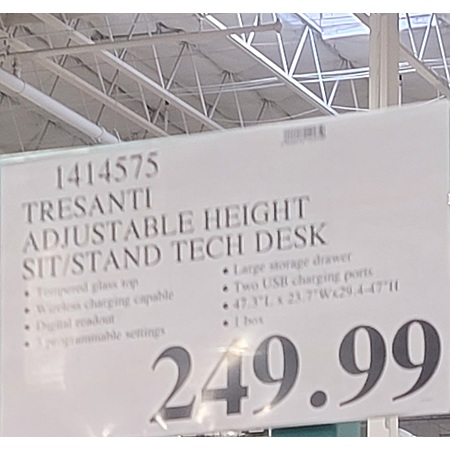 1414575
TRESANTI
ADJUSTABLE HEIGHT
SIT/STAND TECH DESK
• Tempered glass top
• Wireless charging capable
• Digital readout
• 3 programmable settings
• Large storage drawer
• Two USB charging ports
• 47.3"L x 23.7"Wx29.4-47"H
• 1 box
249.99